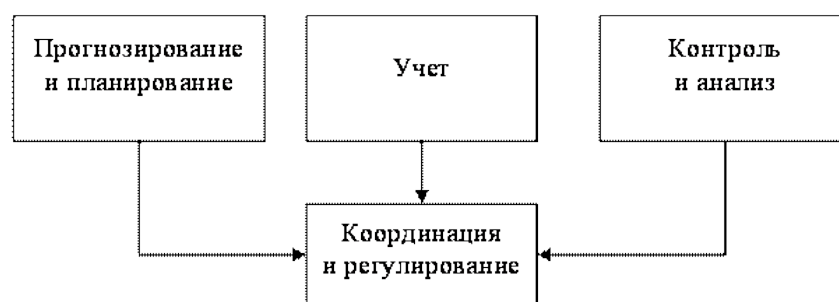 Прогнозирование
и планирование
Учет
Контроль
и анализ
Координация
и регулирование